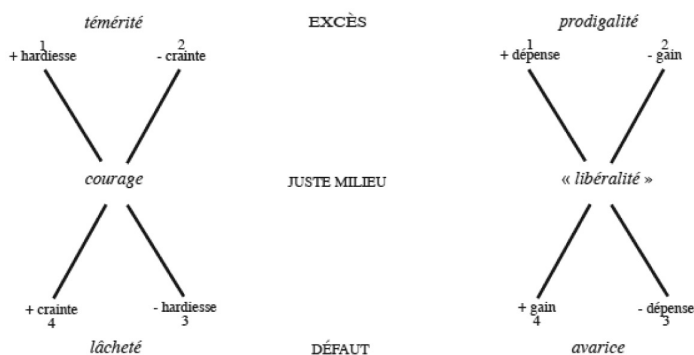 témérité EXCÈS prodigalité
1 2 1 2
+ hardiesse - crainte + dépense - gain
courage JUSTE MILIEU « libéralité »
+ crainte - hardiesse + gain - dépense
4 3 4 3
lâcheté DÉFAUT avarice